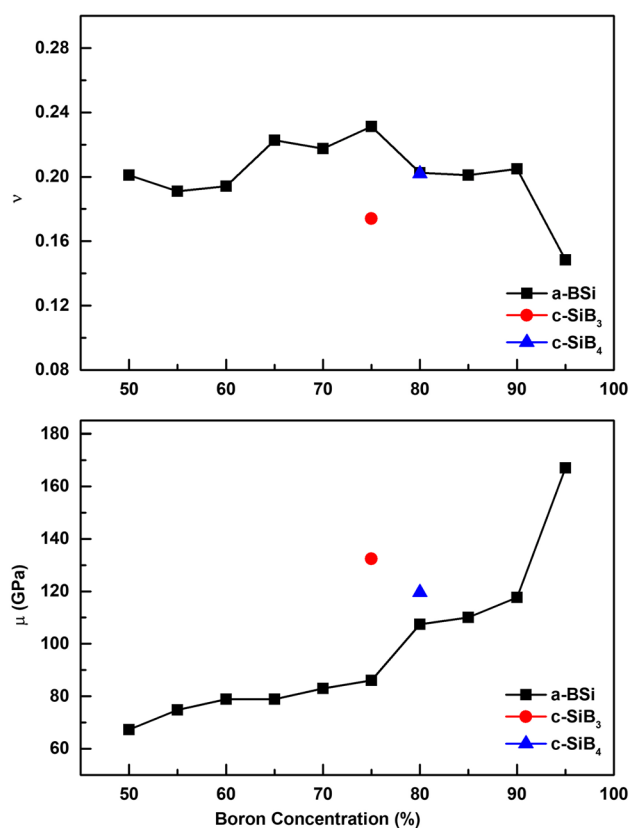 0.28
0.24
0.20
0.16
0.12
0.08
ν
a-BSi
c-SiB₃
c-SiB₄
50 60 70 80 90 100
180
160
140
120
100
80
60
μ (GPa)
a-BSi
c-SiB₃
c-SiB₄
50 60 70 80 90 100
Boron Concentration (%)